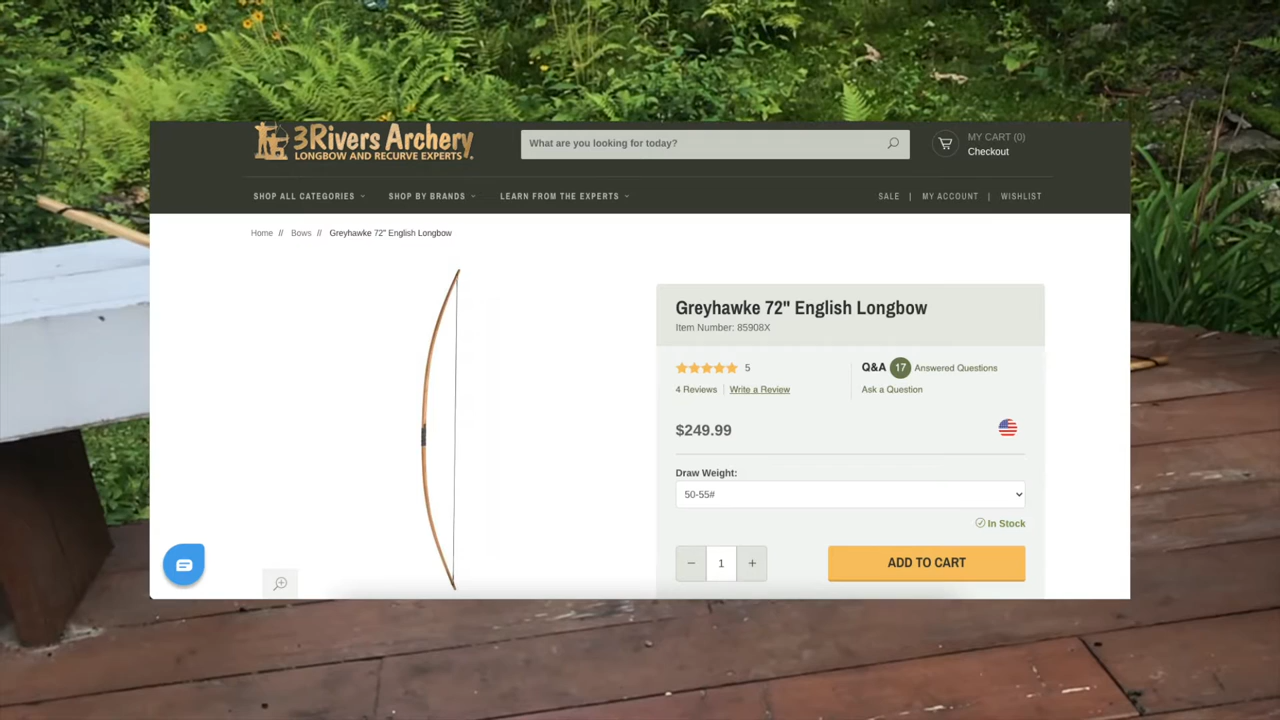 3Rivers Archery
LONGBOW AND RECURVE EXPERTS
What are you looking for today?
MY CART (0)
Checkout
SHOP ALL CATEGORIES
SHOP BY BRANDS
LEARN FROM THE EXPERTS
SALE | MY ACCOUNT | WISHLIST
Home // Bows // Greyhawke 72" English Longbow
Greyhawke 72" English Longbow
Item Number: 85908X
5
4 Reviews | Write a Review
Q&A 17 Answered Questions
Ask a Question
$249.99
Draw Weight:
50-55#
In Stock
− 1 +
ADD TO CART